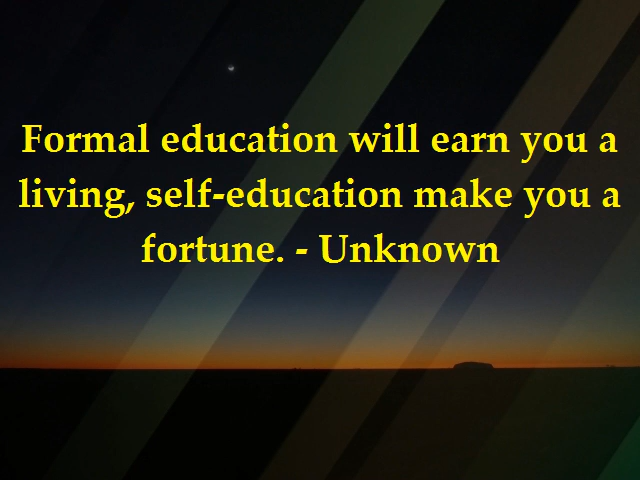 Formal education will earn you a
living, self-education make you a
fortune. - Unknown